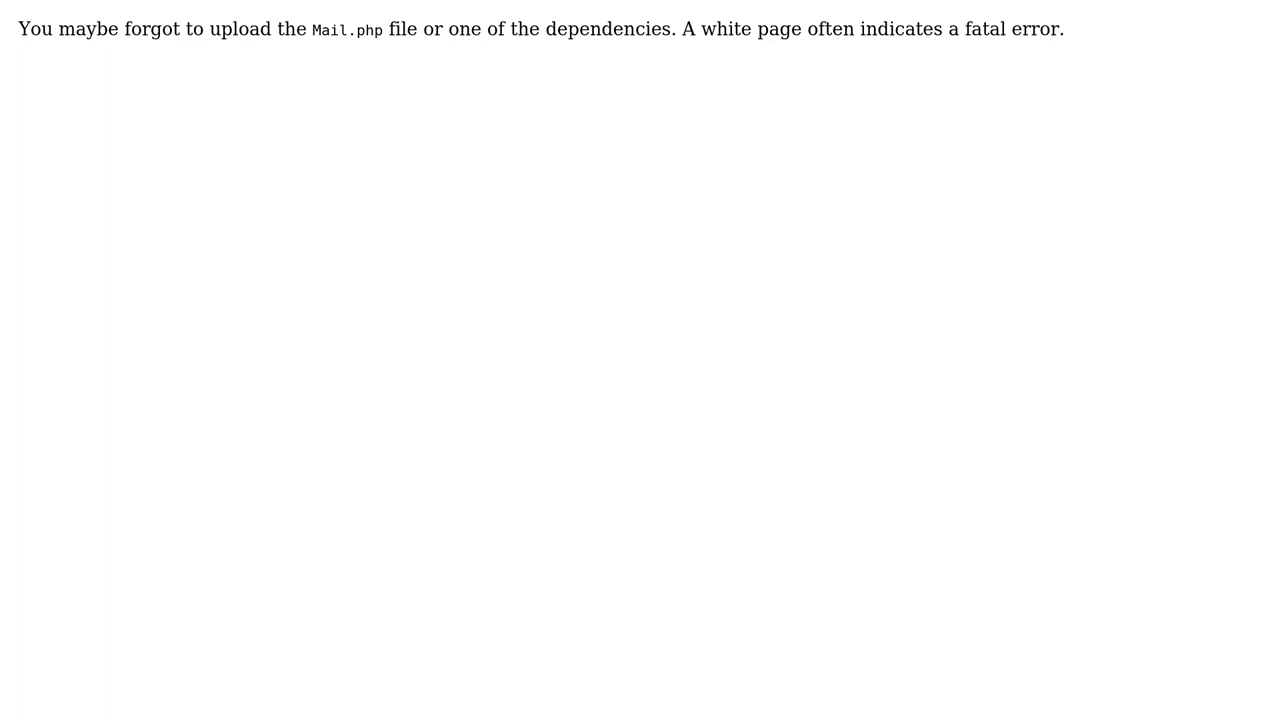 You maybe forgot to upload the Mail.php file or one of the dependencies. A white page often indicates a fatal error.